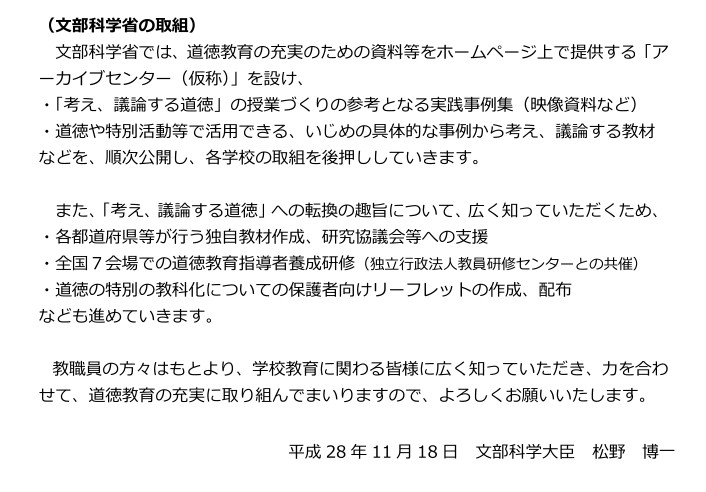 （文部科学省の取組）
　文部科学省では、道徳教育の充実のための資料等をホームページ上で提供する「ア
ーカイブセンター（仮称）」を設け、
・「考え、議論する道徳」の授業づくりの参考となる実践事例集（映像資料など）
・道徳や特別活動等で活用できる、いじめの具体的な事例から考え、議論する教材
などを、順次公開し、各学校の取組を後押ししていきます。
　また、「考え、議論する道徳」への転換の趣旨について、広く知っていただくため、
・各都道府県等が行う独自教材作成、研究協議会等への支援
・全国７会場での道徳教育指導者養成研修（独立行政法人教員研修センターとの共催）
・道徳の特別の教科化についての保護者向けリーフレットの作成、配布
なども進めていきます。
　教職員の方々はもとより、学校教育に関わる皆様に広く知っていただき、力を合わ
せて、道徳教育の充実に取り組んでまいりますので、よろしくお願いいたします。
平成 28 年 11 月 18 日　文部科学大臣　松野　博一